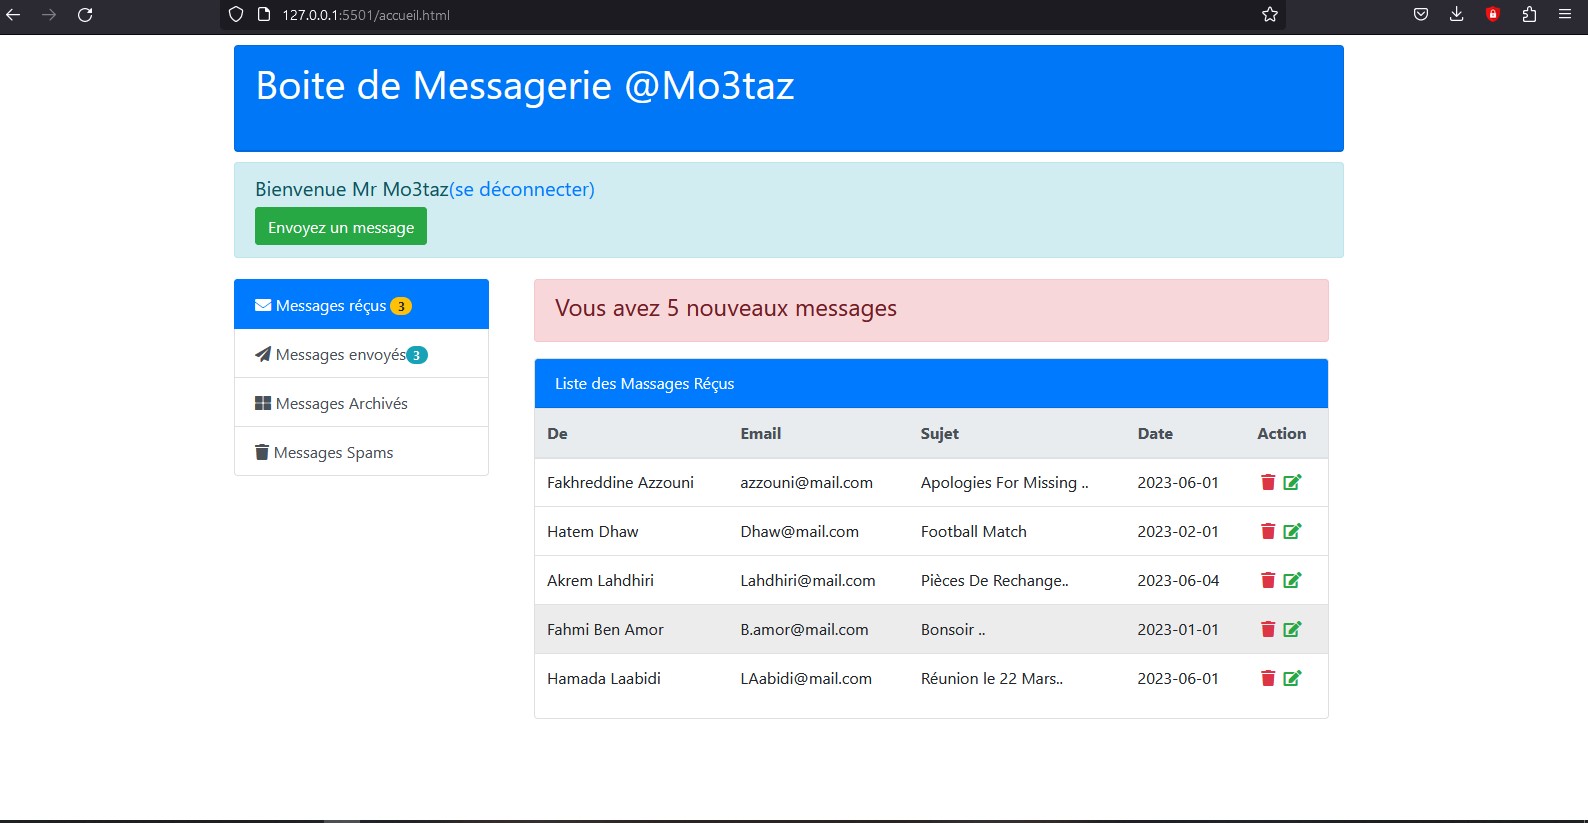 127.0.0.1:5501/accueil.html
Boite de Messagerie @Mo3taz
Bienvenue Mr Mo3taz(se déconnecter)
Envoyez un message
Messages réçus 3
Messages envoyés 3
Messages Archivés
Messages Spams
Vous avez 5 nouveaux messages
Liste des Massages Réçus
De Email Sujet Date Action
Fakhreddine Azzouni azzouni@mail.com Apologies For Missing .. 2023-06-01
Hatem Dhaw Dhaw@mail.com Football Match 2023-02-01
Akrem Lahdhiri Lahdhiri@mail.com Pièces De Rechange.. 2023-06-04
Fahmi Ben Amor B.amor@mail.com Bonsoir .. 2023-01-01
Hamada Laabidi LAabidi@mail.com Réunion le 22 Mars.. 2023-06-01